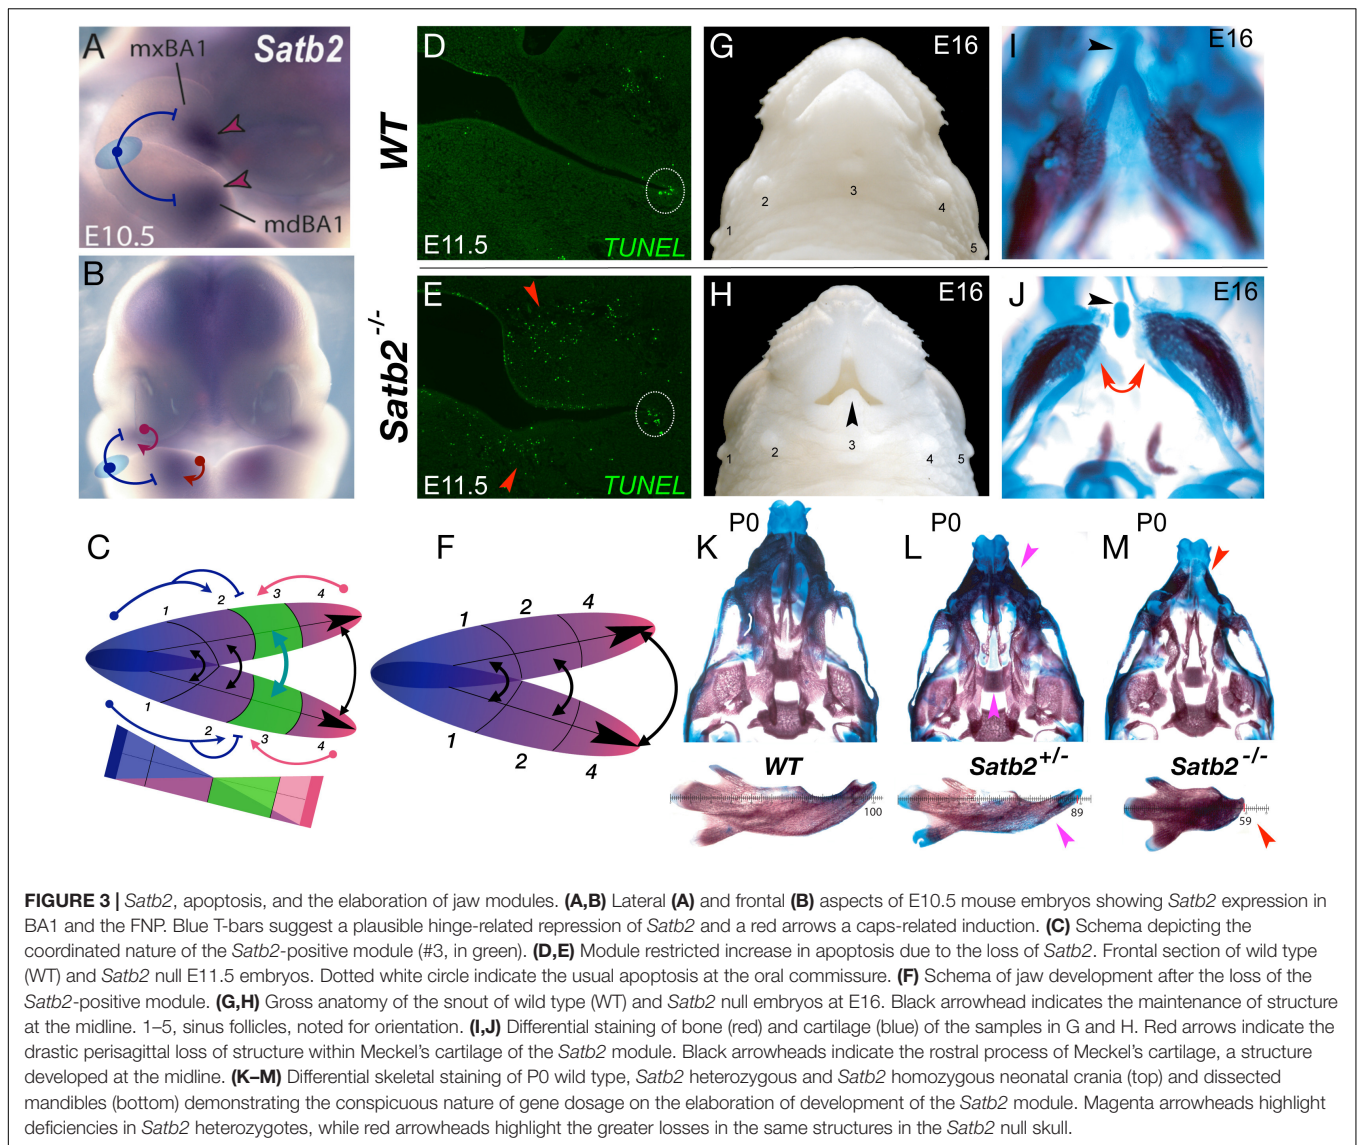 A
mxBA1
Satb2
mdBA1
E10.5
B
WT
D
E11.5
TUNEL
G
E16
1
2
3
4
5
I
E16
Satb2-/-
E
E11.5
TUNEL
H
E16
1
2
3
4
5
J
E16
C
1
2
3
4
1
2
3
4
F
1
2
4
1
2
4
K
P0
L
P0
M
P0
WT
Satb2+/-
Satb2-/-
100
89
59
FIGURE 3 | Satb2, apoptosis, and the elaboration of jaw modules. (A,B) Lateral (A) and frontal (B) aspects of E10.5 mouse embryos showing Satb2 expression in
BA1 and the FNP. Blue T-bars suggest a plausible hinge-related repression of Satb2 and a red arrows a caps-related induction. (C) Schema depicting the
coordinated nature of the Satb2-positive module (#3, in green). (D,E) Module restricted increase in apoptosis due to the loss of Satb2. Frontal section of wild type
(WT) and Satb2 null E11.5 embryos. Dotted white circle indicate the usual apoptosis at the oral commissure. (F) Schema of jaw development after the loss of the
Satb2-positive module. (G,H) Gross anatomy of the snout of wild type (WT) and Satb2 null embryos at E16. Black arrowhead indicates the maintenance of structure
at the midline. 1–5, sinus follicles, noted for orientation. (I,J) Differential staining of bone (red) and cartilage (blue) of the samples in G and H. Red arrows indicate the
drastic perisagittal loss of structure within Meckel's cartilage of the Satb2 module. Black arrowheads indicate the rostral process of Meckel's cartilage, a structure
developed at the midline. (K–M) Differential skeletal staining of P0 wild type, Satb2 heterozygous and Satb2 homozygous neonatal crania (top) and dissected
mandibles (bottom) demonstrating the conspicuous nature of gene dosage on the elaboration of development of the Satb2 module. Magenta arrowheads highlight
deficiencies in Satb2 heterozygotes, while red arrowheads highlight the greater losses in the same structures in the Satb2 null skull.